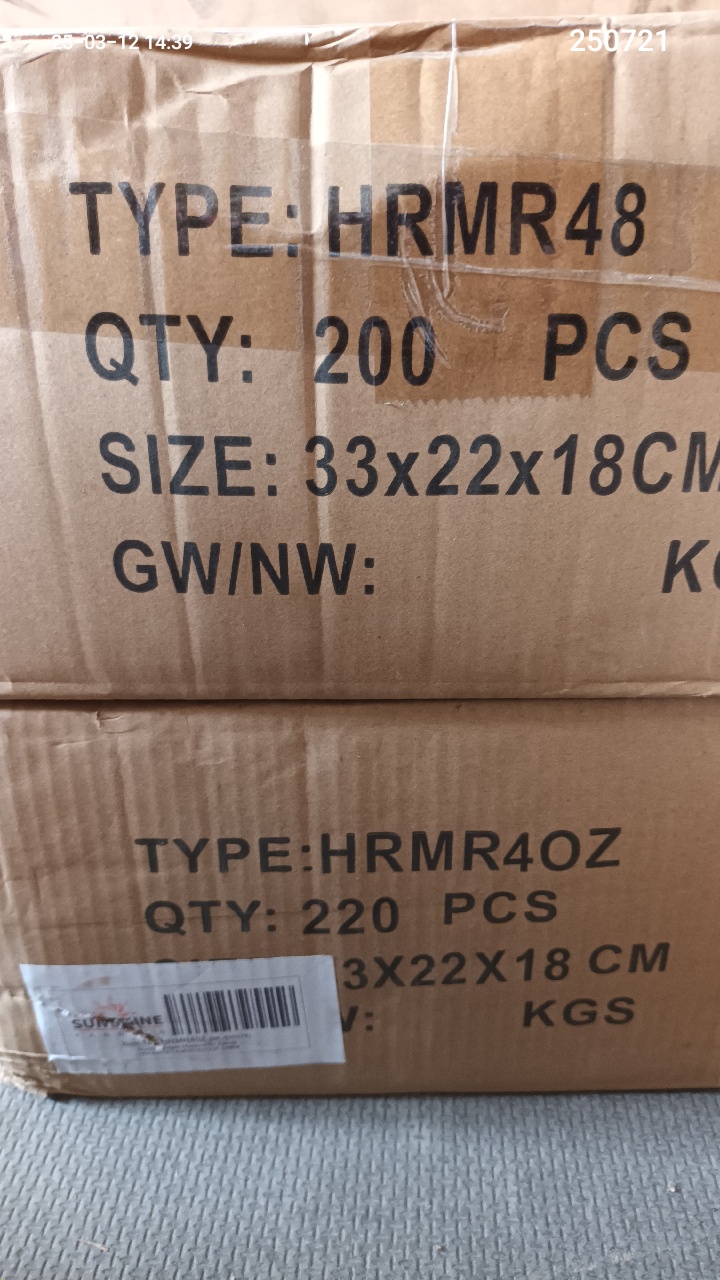 25-03-12 14:39
250721
TYPE: HRMR48
QTY: 200 PCS
SIZE: 33x22x18CM
GW/NW:
TYPE:HRMR4OZ
QTY: 220 PCS
3X22X18 CM
KGS